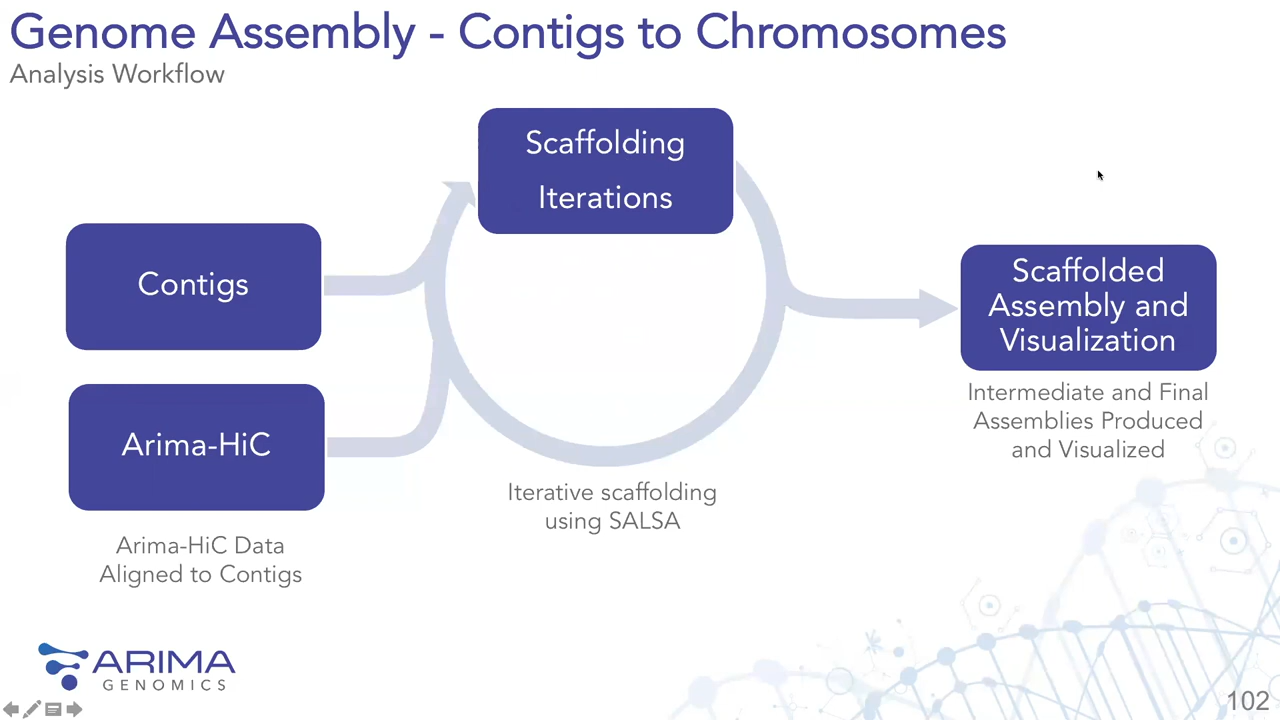 Genome Assembly - Contigs to Chromosomes
Analysis Workflow
Scaffolding
Iterations
Contigs
Scaffolded
Assembly and
Visualization
Intermediate and Final
Assemblies Produced
and Visualized
Arima-HiC
Iterative scaffolding
using SALSA
Arima-HiC Data
Aligned to Contigs
ARIMA
GENOMICS
102